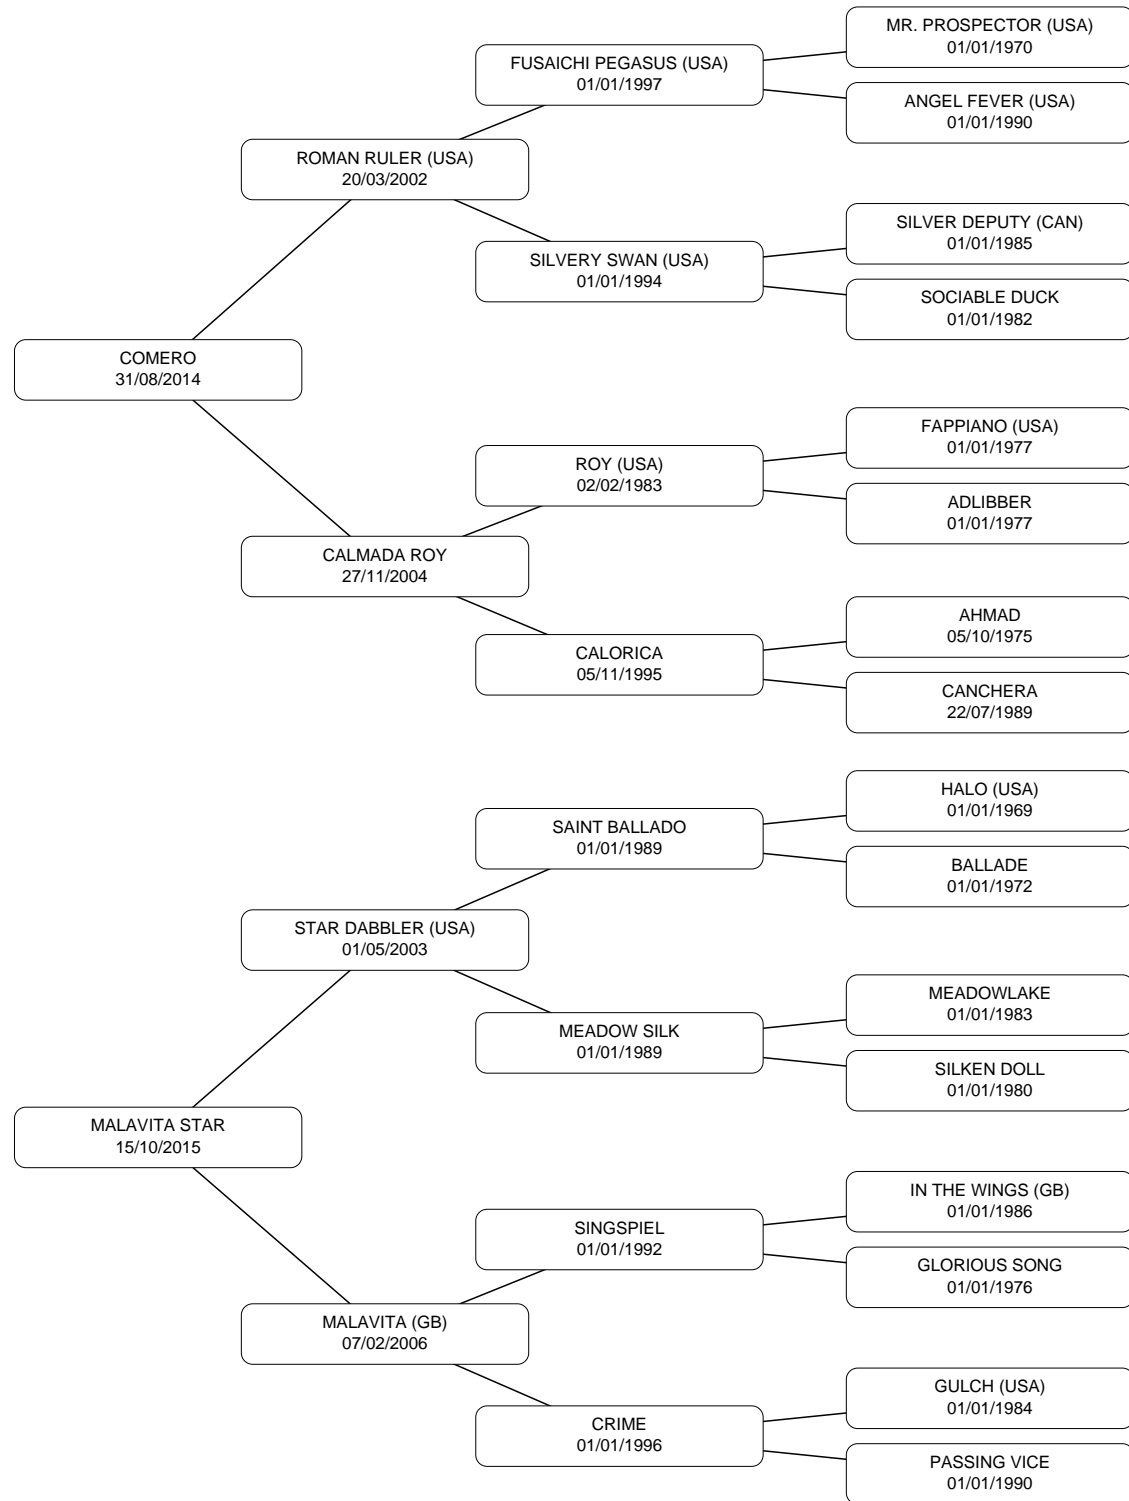 MR. PROSPECTOR (USA)
01/01/1970
FUSAICHI PEGASUS (USA)
01/01/1997
ANGEL FEVER (USA)
01/01/1990
ROMAN RULER (USA)
20/03/2002
SILVER DEPUTY (CAN)
01/01/1985
SILVERY SWAN (USA)
01/01/1994
SOCIABLE DUCK
01/01/1982
COMERO
31/08/2014
FAPPIANO (USA)
01/01/1977
ROY (USA)
02/02/1983
ADLIBBER
01/01/1977
CALMADA ROY
27/11/2004
AHMAD
05/10/1975
CALORICA
05/11/1995
CANCHERA
22/07/1989
HALO (USA)
01/01/1969
SAINT BALLADO
01/01/1989
BALLADE
01/01/1972
STAR DABBLER (USA)
01/05/2003
MEADOWLAKE
01/01/1983
MEADOW SILK
01/01/1989
SILKEN DOLL
01/01/1980
MALAVITA STAR
15/10/2015
IN THE WINGS (GB)
01/01/1986
SINGSPIEL
01/01/1992
GLORIOUS SONG
01/01/1976
MALAVITA (GB)
07/02/2006
GULCH (USA)
01/01/1984
CRIME
01/01/1996
PASSING VICE
01/01/1990